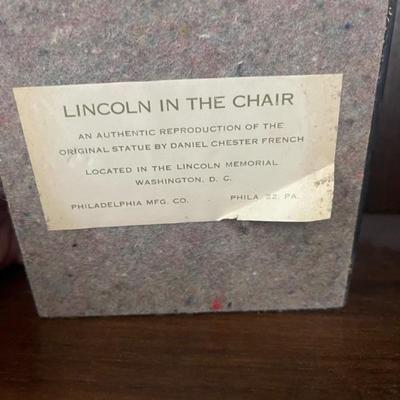 LINCOLN IN THE CHAIR
AN AUTHENTIC REPRODUCTION OF THE
ORIGINAL STATUE BY DANIEL CHESTER FRENCH
LOCATED IN THE LINCOLN MEMORIAL
WASHINGTON, D. C.
PHILADELPHIA MFG. CO. PHILA. 22, PA.